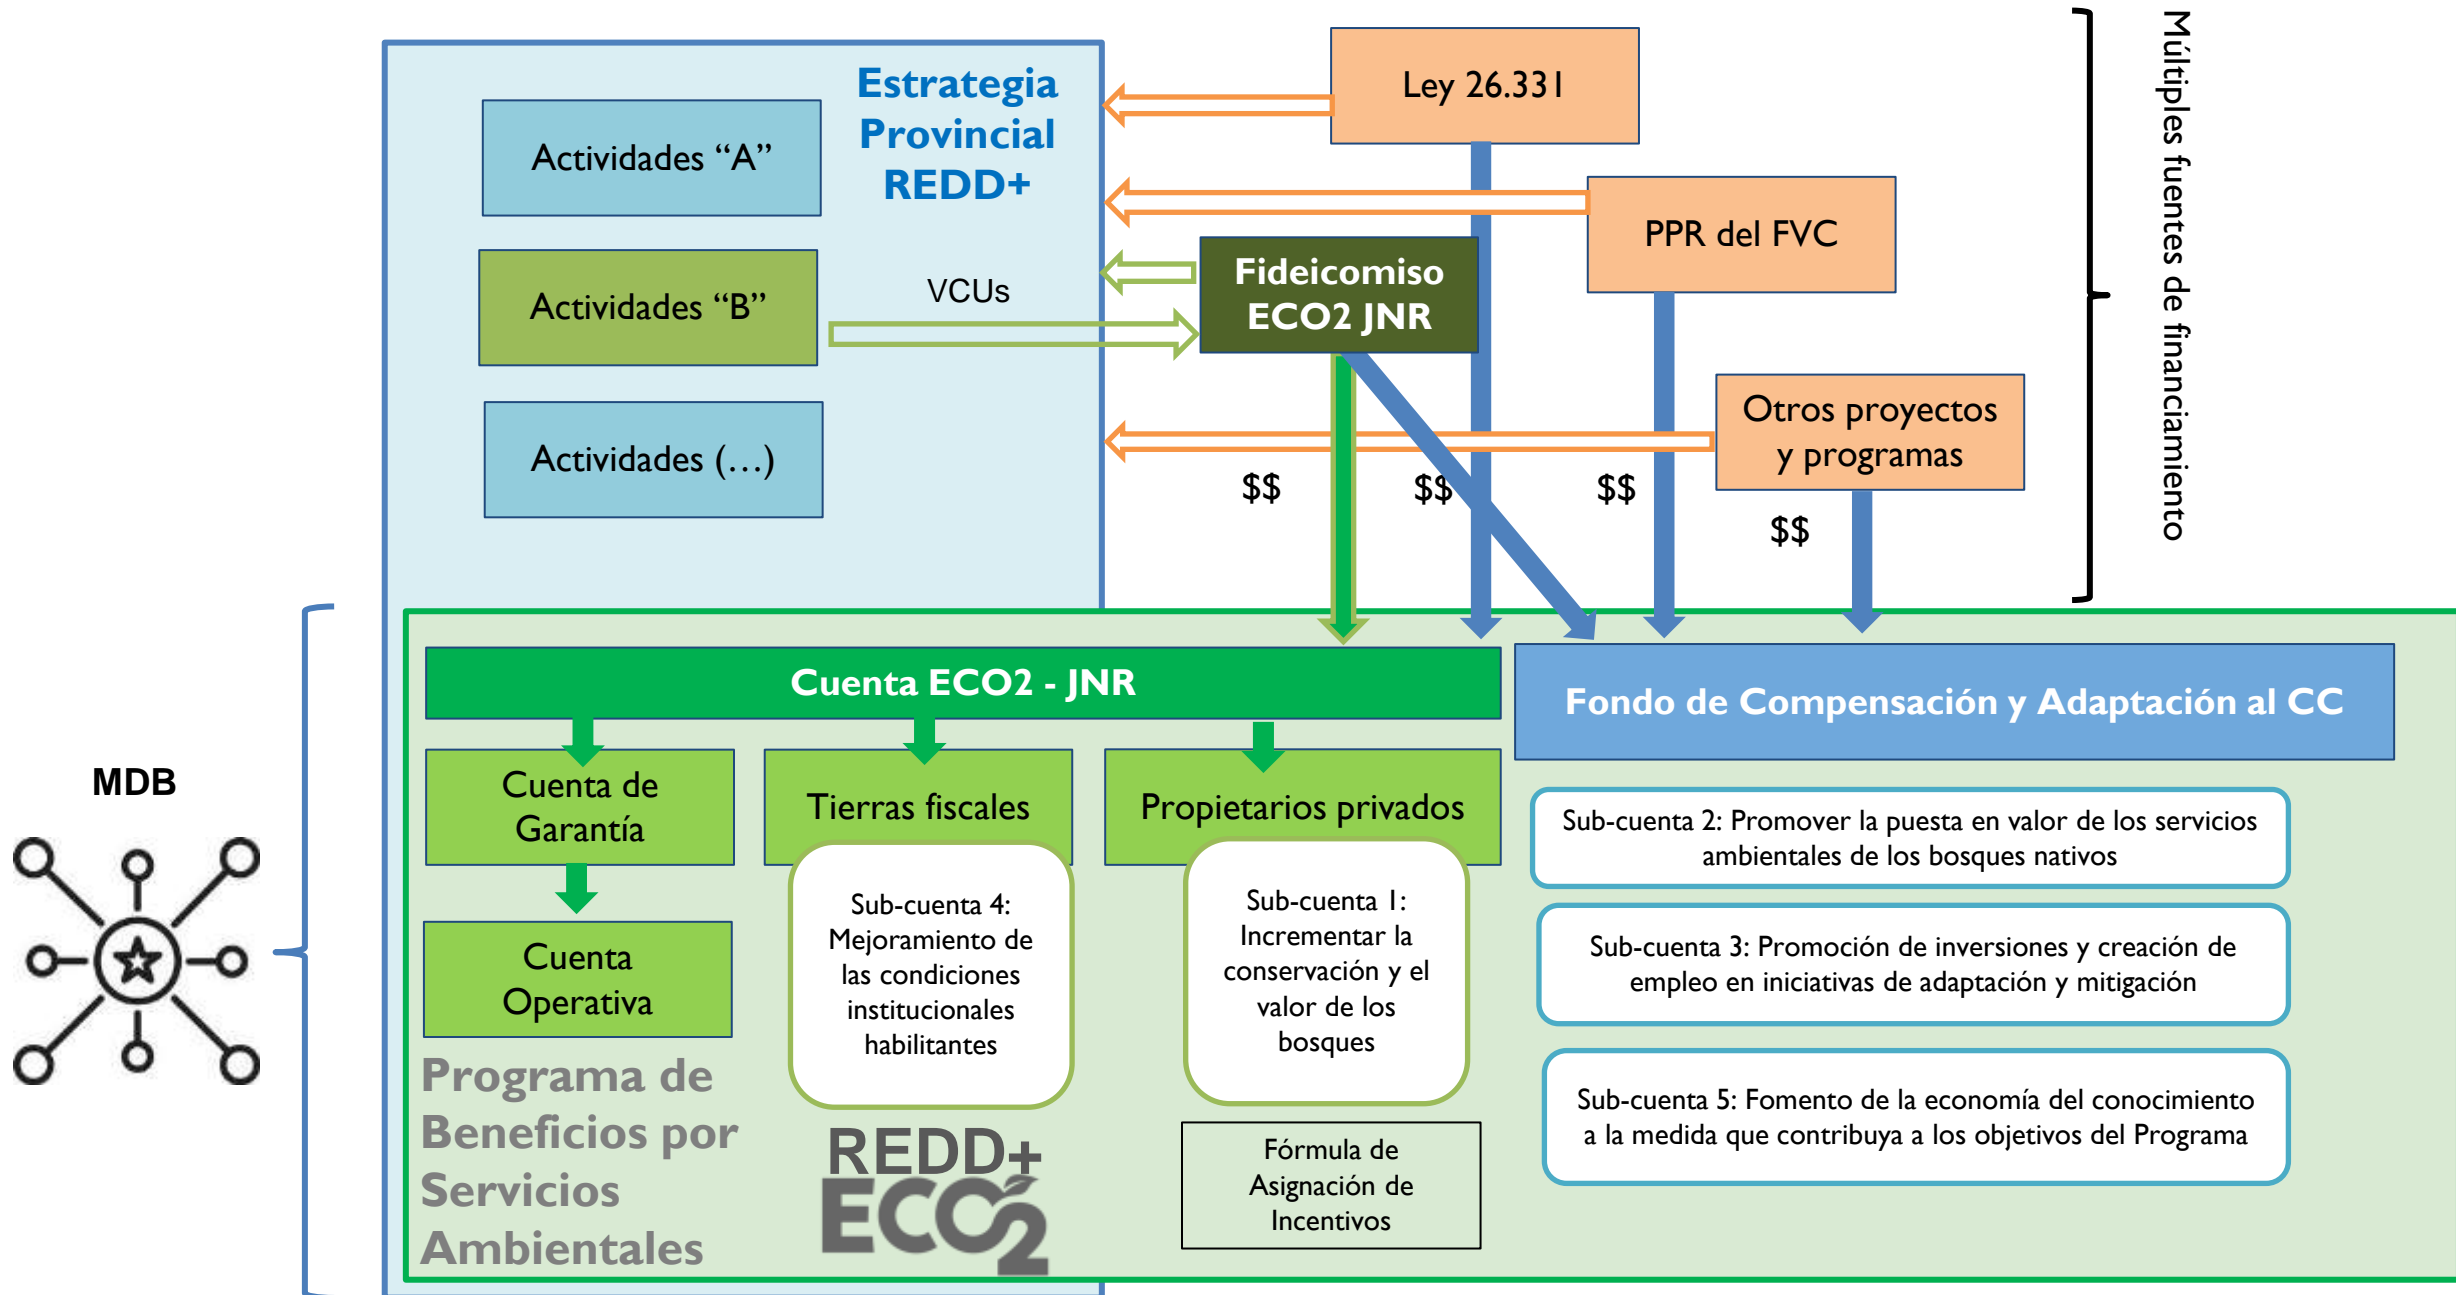 Estrategia
Provincial
REDD+
Actividades “A”
Actividades “B”
Actividades (…)
VCUs
Ley 26.331
PPR del FVC
Fideicomiso
ECO2 JNR
Otros proyectos
y programas
$$
$$
$$
$$
Múltiples fuentes de financiamiento
MDB
Cuenta ECO2 - JNR
Fondo de Compensación y Adaptación al CC
Cuenta de
Garantía
Cuenta
Operativa
Tierras fiscales
Sub-cuenta 4:
Mejoramiento de
las condiciones
institucionales
habilitantes
Propietarios privados
Sub-cuenta 1:
Incrementar la
conservación y el
valor de los
bosques
Fórmula de
Asignación de
Incentivos
Sub-cuenta 2: Promover la puesta en valor de los servicios
ambientales de los bosques nativos
Sub-cuenta 3: Promoción de inversiones y creación de
empleo en iniciativas de adaptación y mitigación
Sub-cuenta 5: Fomento de la economía del conocimiento
a la medida que contribuya a los objetivos del Programa
Programa de
Beneficios por
Servicios
Ambientales
REDD+
ECO2